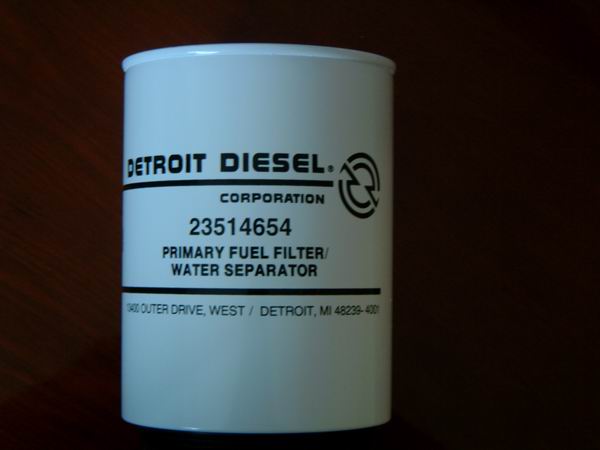 DETROIT DIESEL®
CORPORATION
23514654
PRIMARY FUEL FILTER/
WATER SEPARATOR
13400 OUTER DRIVE, WEST / DETROIT, MI 48239-4001